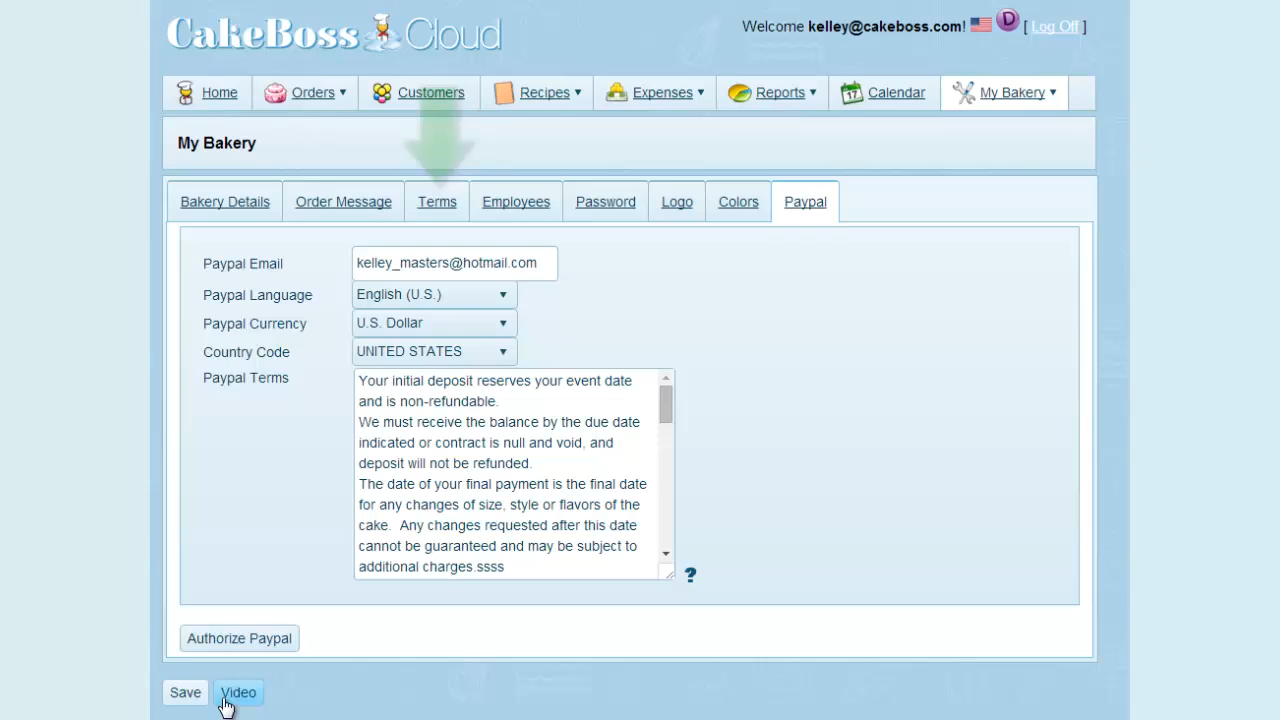 CakeBoss Cloud
Welcome kelley@cakeboss.com! D [ Log Off ]
Home Orders Customers Recipes Expenses Reports 17 Calendar My Bakery
My Bakery
Bakery Details Order Message Terms Employees Password Logo Colors Paypal
Paypal Email kelley_masters@hotmail.com
Paypal Language English (U.S.)
Paypal Currency U.S. Dollar
Country Code UNITED STATES
Paypal Terms
Your initial deposit reserves your event date
and is non-refundable.
We must receive the balance by the due date
indicated or contract is null and void, and
deposit will not be refunded.
The date of your final payment is the final date
for any changes of size, style or flavors of the
cake.  Any changes requested after this date
cannot be guaranteed and may be subject to
additional charges.ssss
?
Authorize Paypal
Save Video